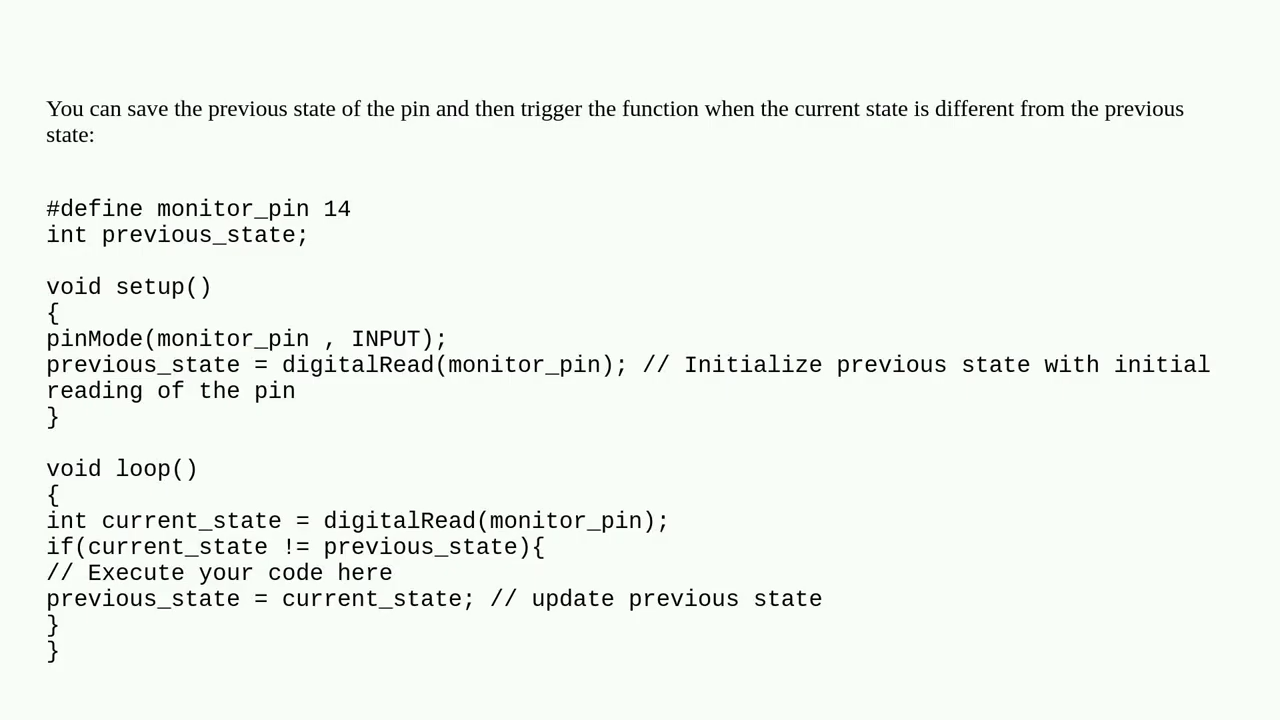 You can save the previous state of the pin and then trigger the function when the current state is different from the previous
state:
#define monitor_pin 14
int previous_state;
void setup()
{
pinMode(monitor_pin , INPUT);
previous_state = digitalRead(monitor_pin); // Initialize previous state with initial
reading of the pin
}
void loop()
{
int current_state = digitalRead(monitor_pin);
if(current_state != previous_state){
// Execute your code here
previous_state = current_state; // update previous state
}
}